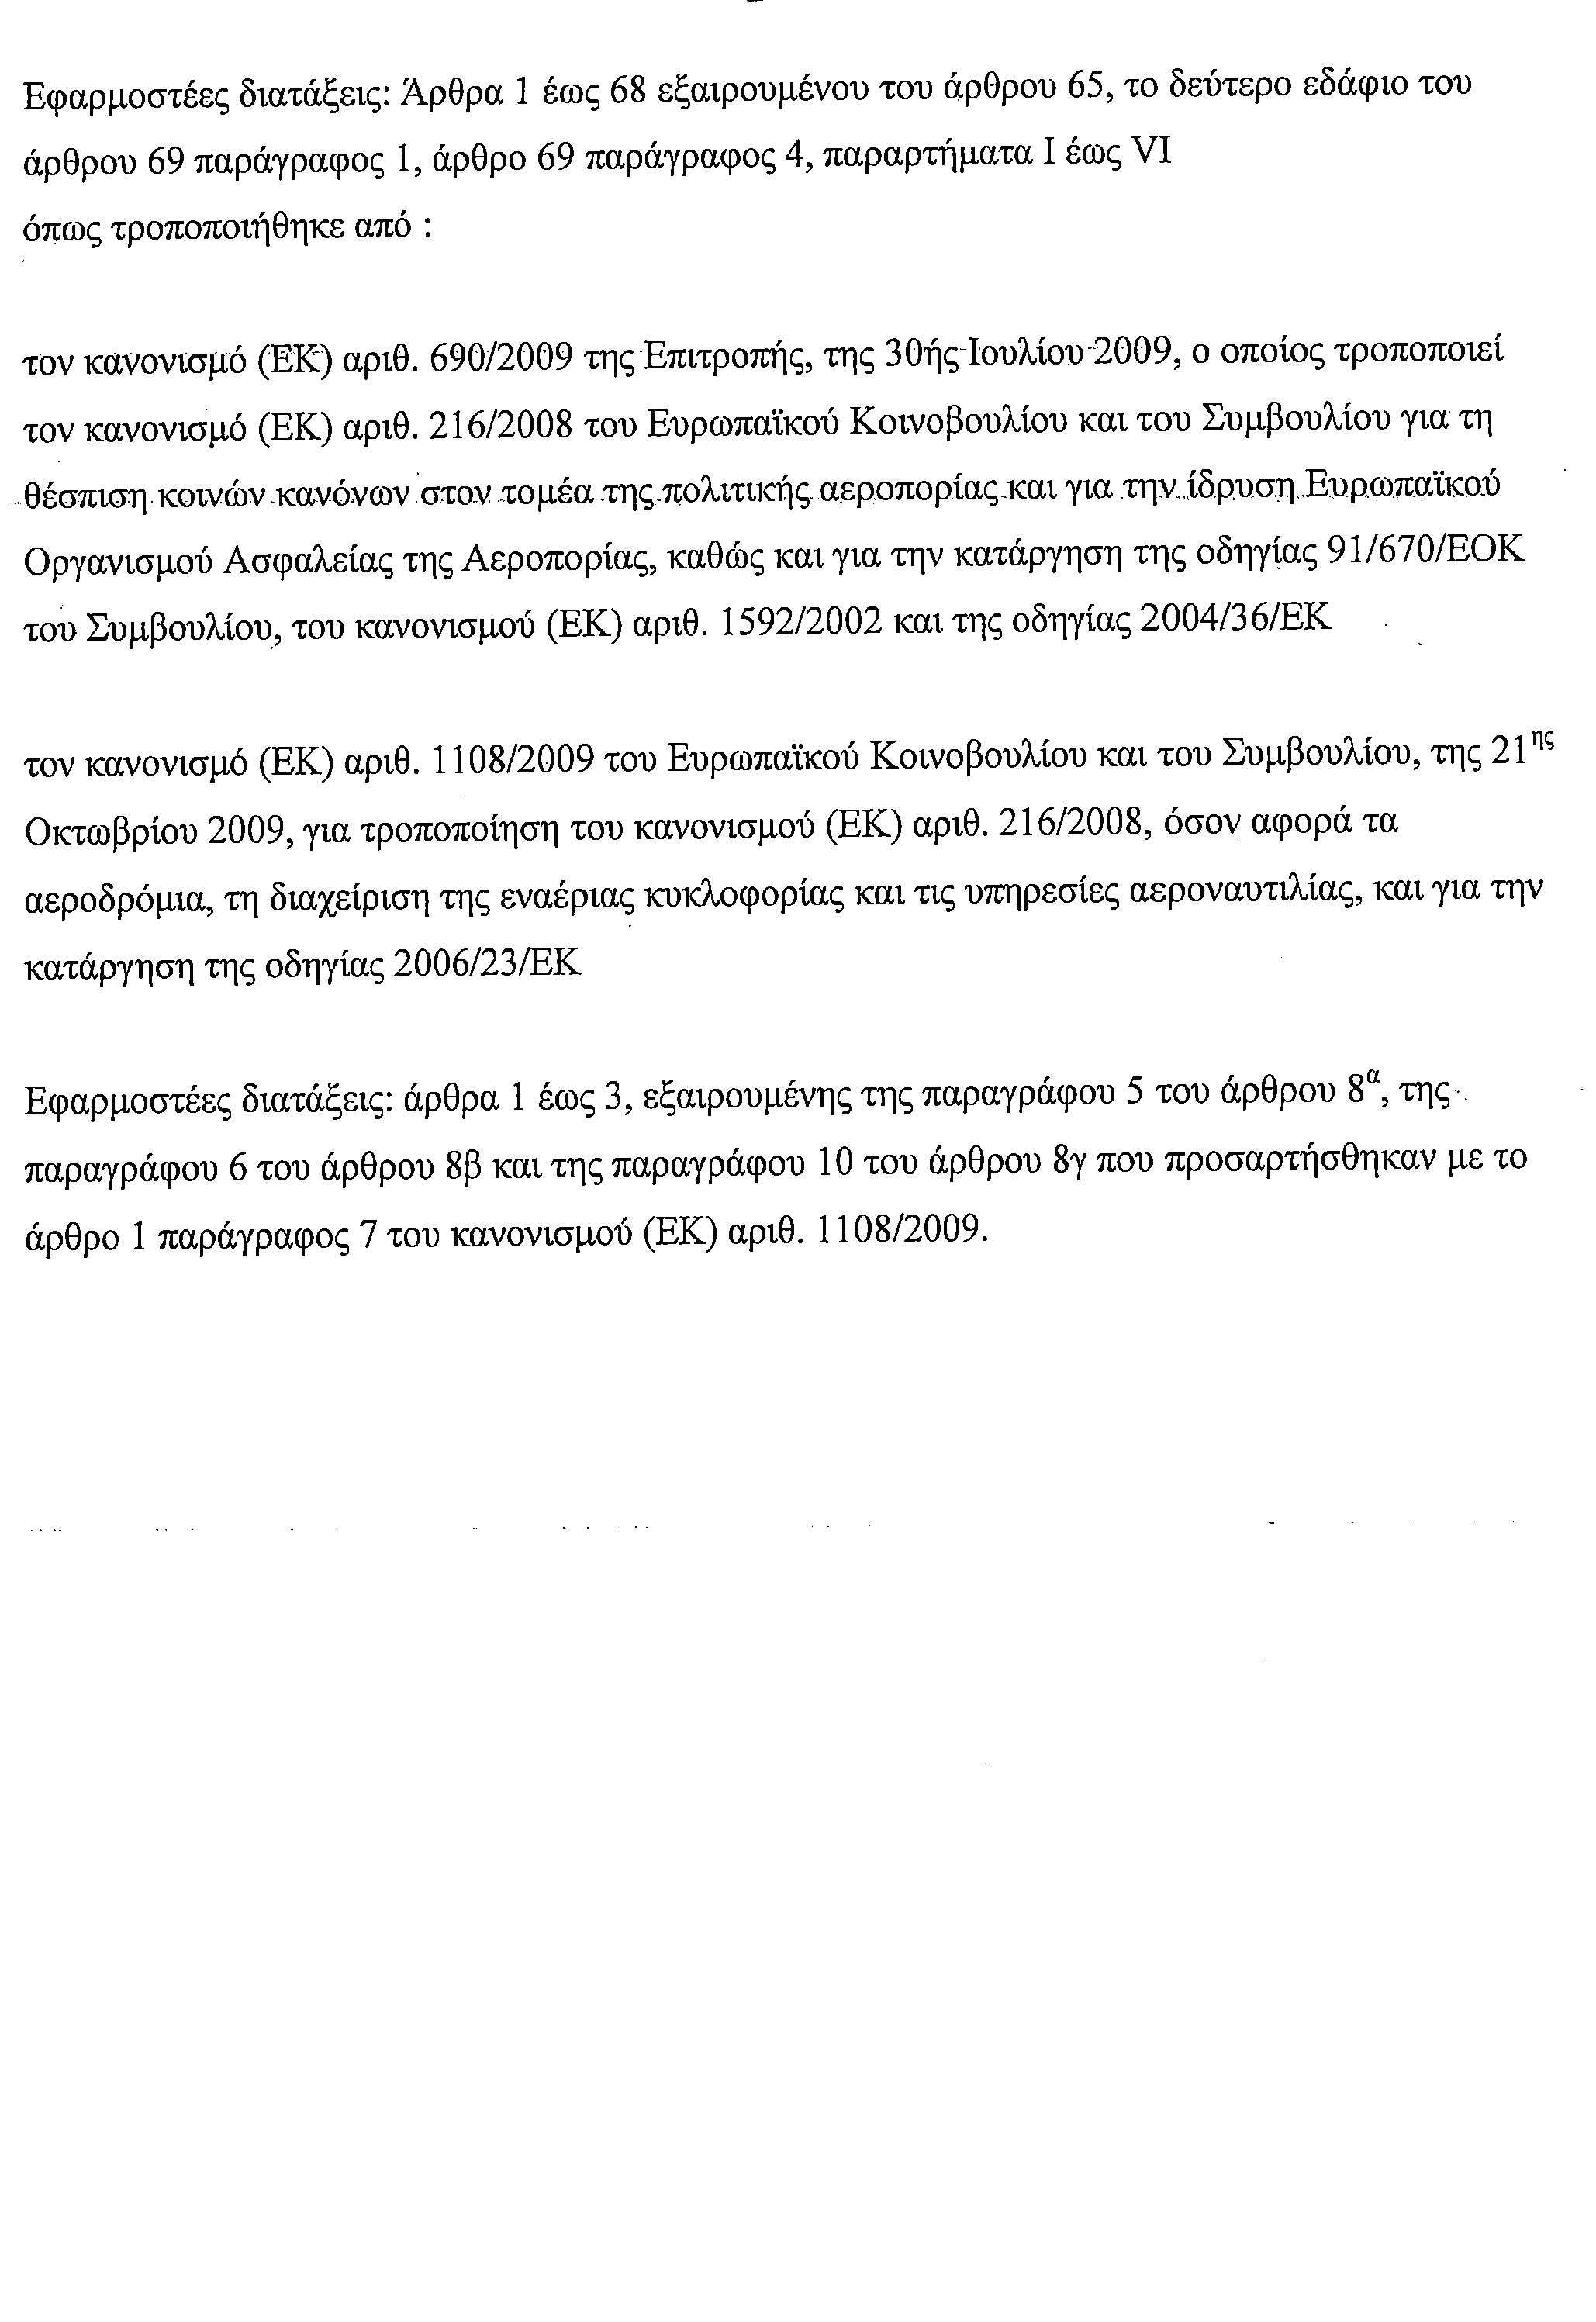 Εφαρμοστέες διατάξεις: Άρθρα 1 έως 68 εξαιρουμένου του άρθρου 65, το δεύτερο εδάφιο του
άρθρου 69 παράγραφος 1, άρθρο 69 παράγραφος 4, παραρτήματα I έως VI
όπως τροποποιήθηκε από :
τον κανονισμό (ΕΚ) αριθ. 690/2009 της Επιτροπής, της 30ής Ιουλίου 2009, ο οποίος τροποποιεί
τον κανονισμό (ΕΚ) αριθ. 216/2008 του Ευρωπαϊκού Κοινοβουλίου και του Συμβουλίου για τη
θέσπιση κοινών κανόνων στον τομέα της πολιτικής αεροπορίας και για την ίδρυση Ευρωπαϊκού
Οργανισμού Ασφαλείας της Αεροπορίας, καθώς και για την κατάργηση της οδηγίας 91/670/ΕΟΚ
του Συμβουλίου, του κανονισμού (ΕΚ) αριθ. 1592/2002 και της οδηγίας 2004/36/ΕΚ
τον κανονισμό (ΕΚ) αριθ. 1108/2009 του Ευρωπαϊκού Κοινοβουλίου και του Συμβουλίου, της 21ης
Οκτωβρίου 2009, για τροποποίηση του κανονισμού (ΕΚ) αριθ. 216/2008, όσον αφορά τα
αεροδρόμια, τη διαχείριση της εναέριας κυκλοφορίας και τις υπηρεσίες αεροναυτιλίας, και για την
κατάργηση της οδηγίας 2006/23/ΕΚ
Εφαρμοστέες διατάξεις: άρθρα 1 έως 3, εξαιρουμένης της παραγράφου 5 του άρθρου 8α, της
παραγράφου 6 του άρθρου 8β και της παραγράφου 10 του άρθρου 8γ που προσαρτήσθηκαν με το
άρθρο 1 παράγραφος 7 του κανονισμού (ΕΚ) αριθ. 1108/2009.